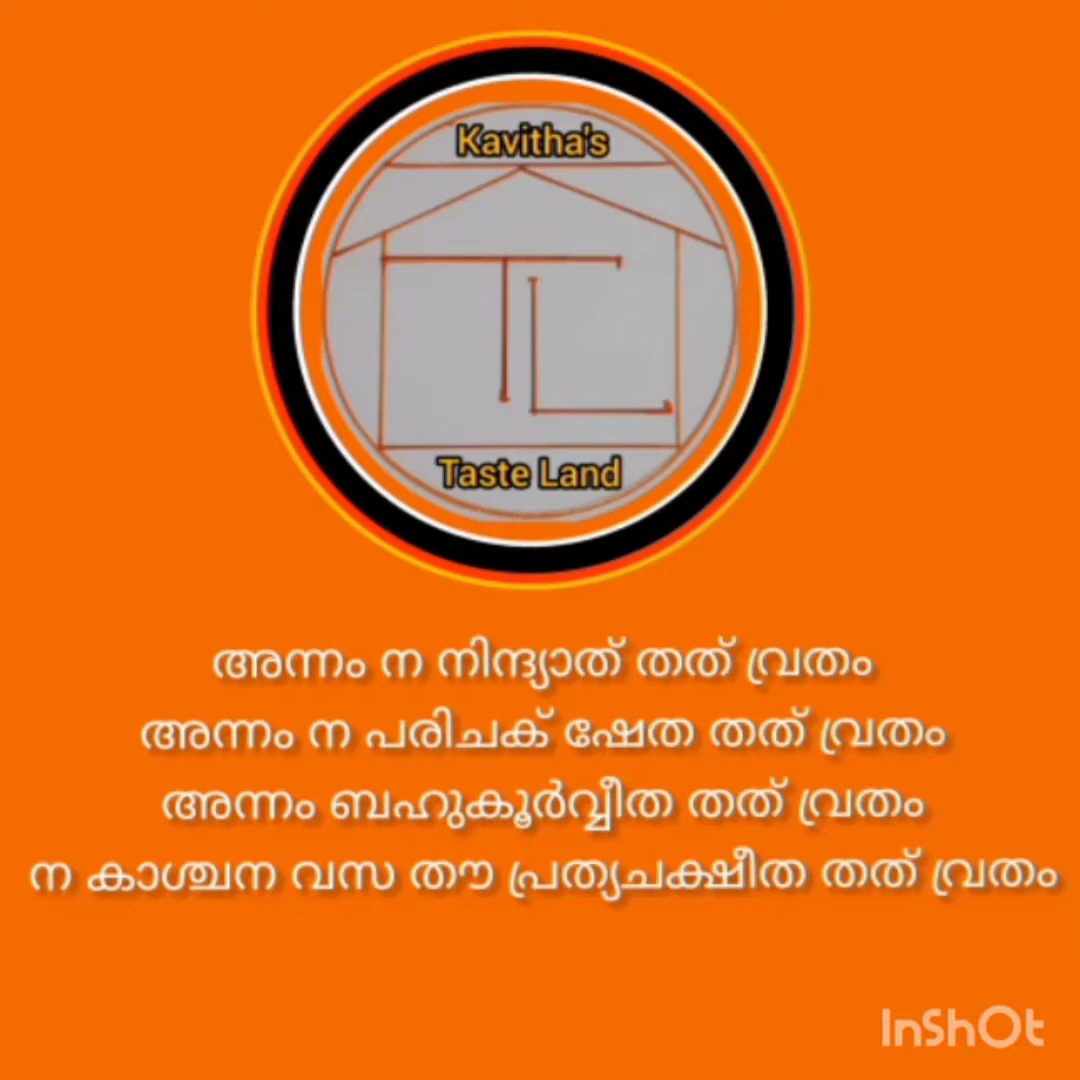 Kavitha's
TL
Taste Land
അന്നം ന നിന്ദ്യാത് തത് വ്രതം
അന്നം ന പരിചക് ഷേത തത് വ്രതം
അന്നം ബഹുകൂർവ്വീത തത് വ്രതം
ന കാശ്ചന വസ തൗ പ്രത്യചക്ഷീത തത് വ്രതം
InShOt